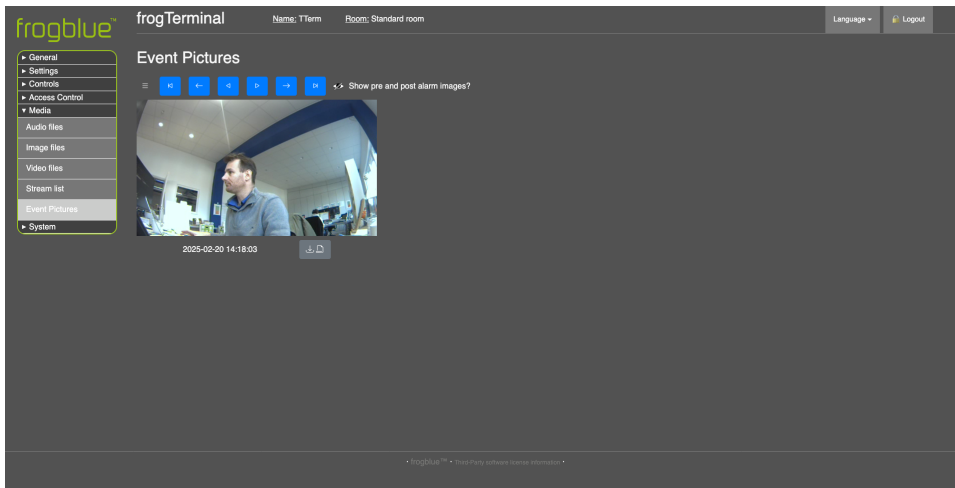 frogblue™
frogTerminal
Name: TTerm
Room: Standard room
Language
Logout
General
Settings
Controls
Access Control
Media
Audio files
Image files
Video files
Stream list
Event Pictures
System
Event Pictures
Show pre and post alarm images?
2025-02-20 14:18:03
• frogblue™ • Third-Party software license information •